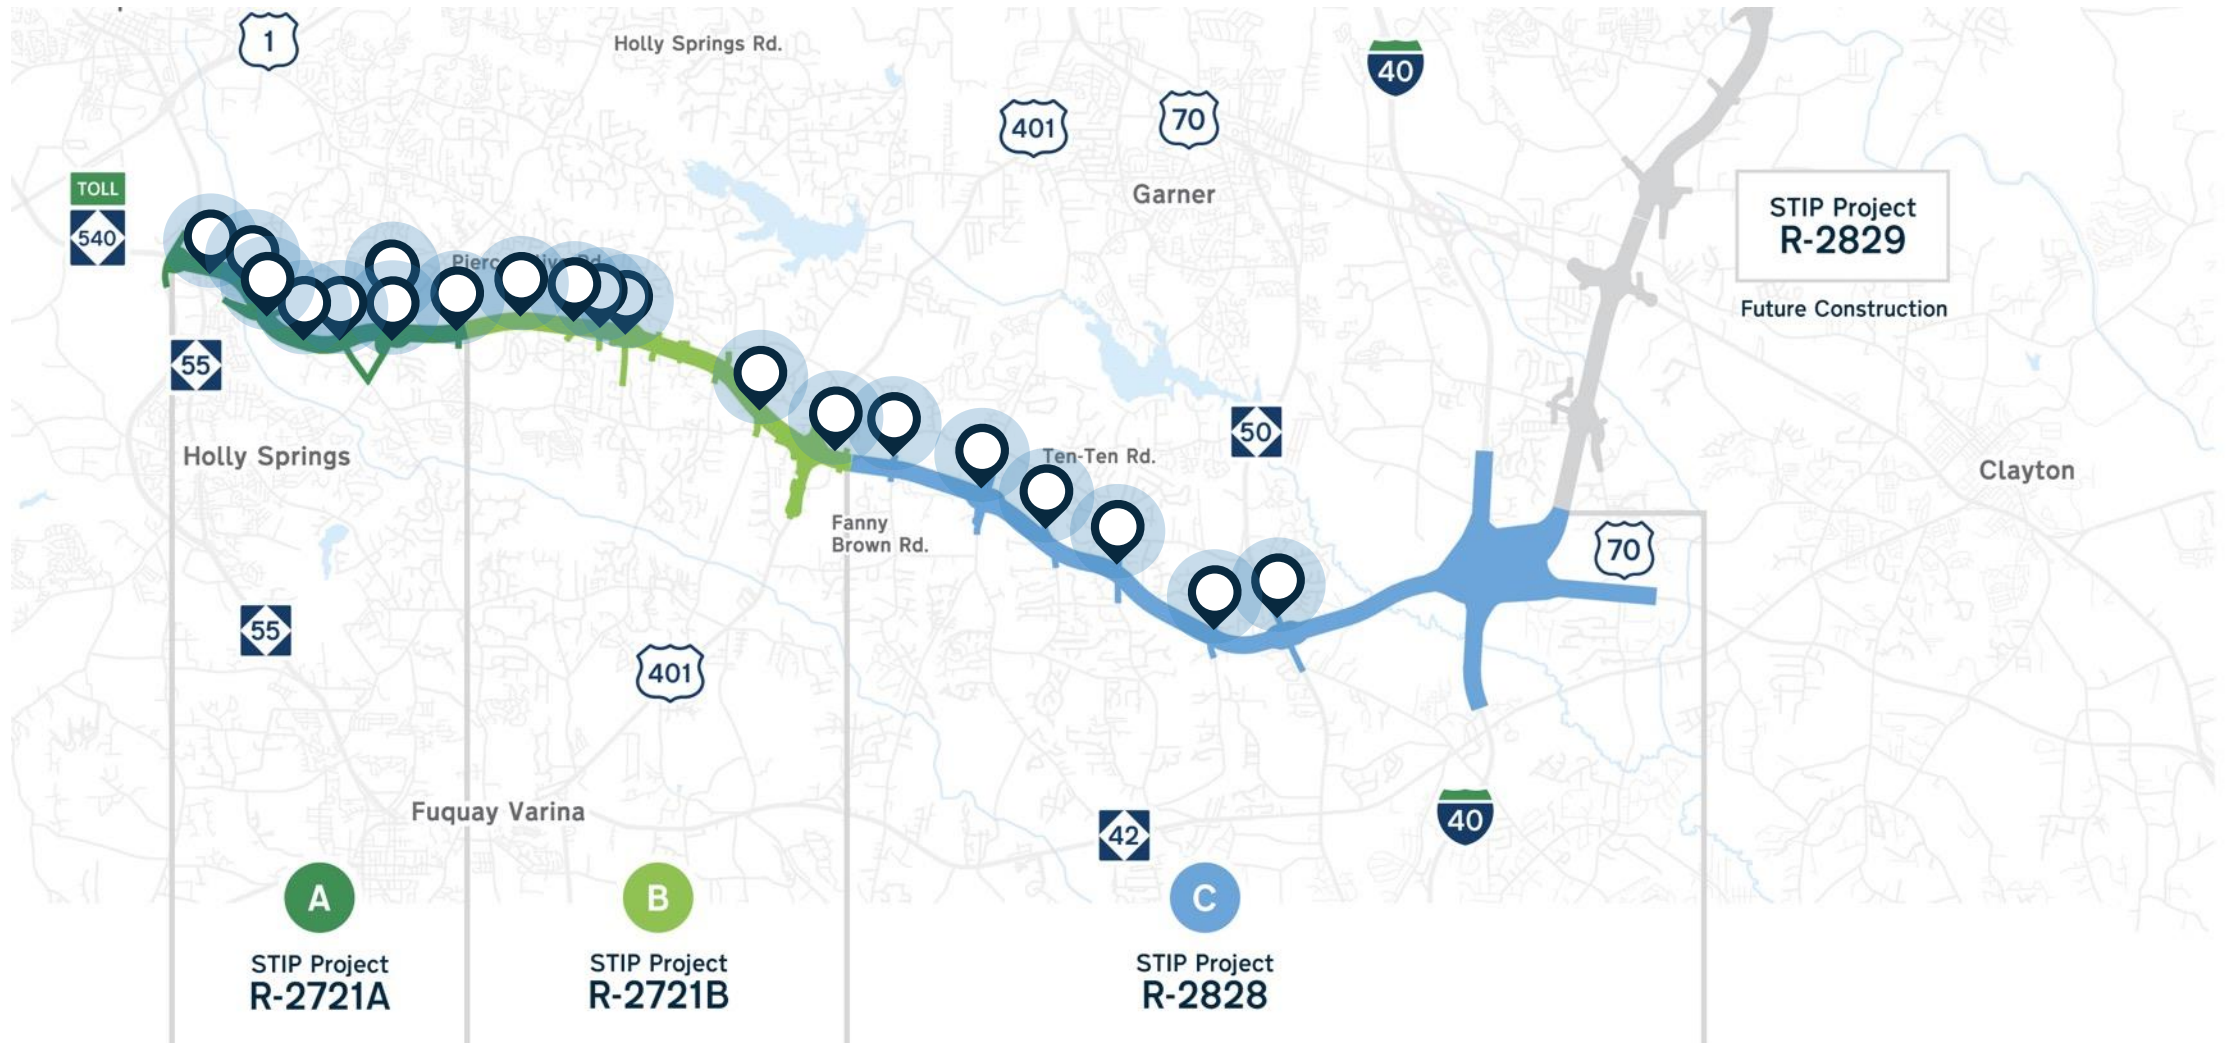 1
Holly Springs Rd.
40
401
70
Garner
TOLL
540
STIP Project
R-2829
Future Construction
55
50
Holly Springs
Ten-Ten Rd.
Clayton
Fanny
Brown Rd.
70
55
401
Fuquay Varina
42
40
A
STIP Project
R-2721A
B
STIP Project
R-2721B
C
STIP Project
R-2828